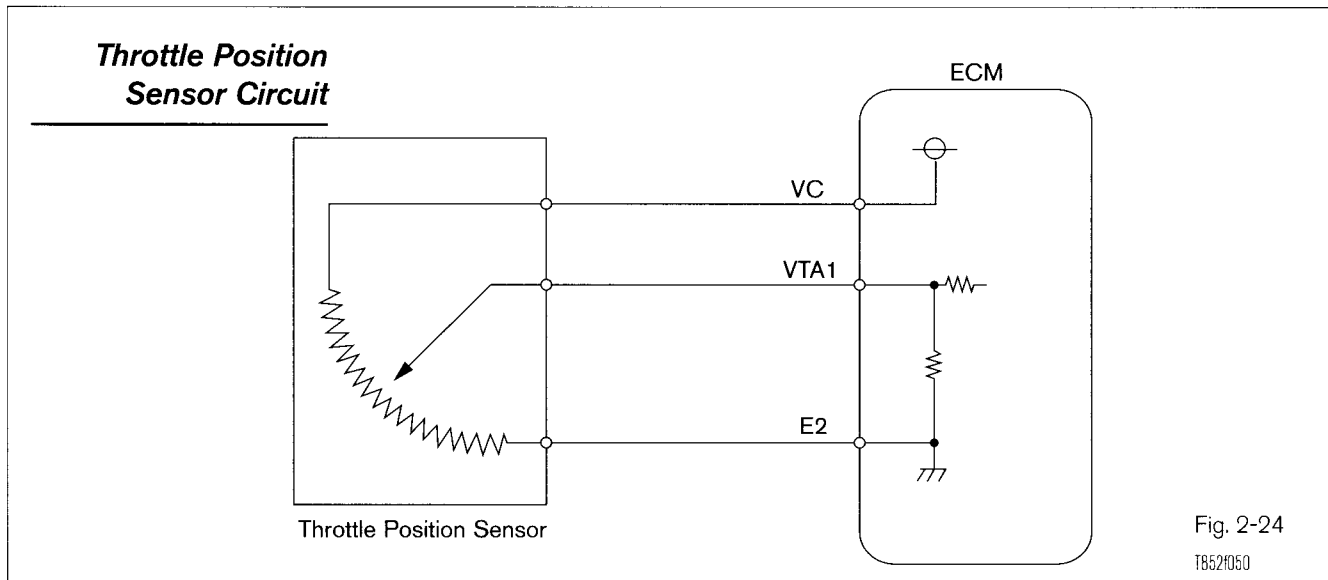 Throttle Position
Sensor Circuit
ECM
VC
VTA1
E2
Throttle Position Sensor
Fig. 2-24
T852f050